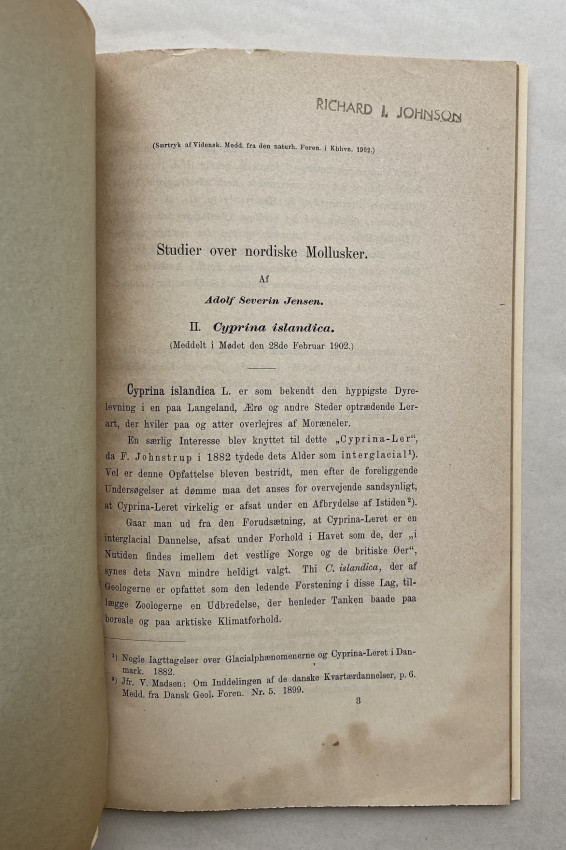 RICHARD I. JOHNSON
(Særtryk af Vidensk. Medd. fra den naturh. Foren. i Kbhvn. 1902.)
Studier over nordiske Mollusker.
Af
Adolf Severin Jensen.
II. Cyprina islandica.
(Meddelt i Mødet den 28de Februar 1902.)
Cyprina islandica L. er som bekendt den hyppigste Dyre-
levning i en paa Langeland, Ærø og andre Steder optrædende Ler-
art, der hviler paa og atter overlejres af Moræneler.
En særlig Interesse blev knyttet til dette „Cyprina-Ler“,
da F. Johnstrup i 1882 tydede dets Alder som interglacial¹).
Vel er denne Opfattelse bleven bestridt, men efter de foreliggende
Undersøgelser at dømme maa det anses for overvejende sandsynligt,
at Cyprina-Leret virkelig er afsat under en Afbrydelse af Istiden²).
Gaar man ud fra den Forudsætning, at Cyprina-Leret er en
interglacial Dannelse, afsat under Forhold i Havet som de, der „i
Nutiden findes imellem det vestlige Norge og de britiske Øer“,
synes dets Navn mindre heldigt valgt. Thi C. islandica, der af
Geologerne er opfattet som den ledende Forstening i disse Lag, til-
lægge Zoologerne en Udbredelse, der henleder Tanken baade paa
boreale og paa arktiske Klimatforhold.
¹) Nogle Iagttagelser over Glacialphænomenerne og Cyprina-Leret i Dan-
mark. 1882.
²) Jfr. V. Madsen: Om Inddelingen af de danske Kvartærdannelser, p. 6.
Medd. fra Dansk Geol. Foren. Nr. 5. 1899.
3